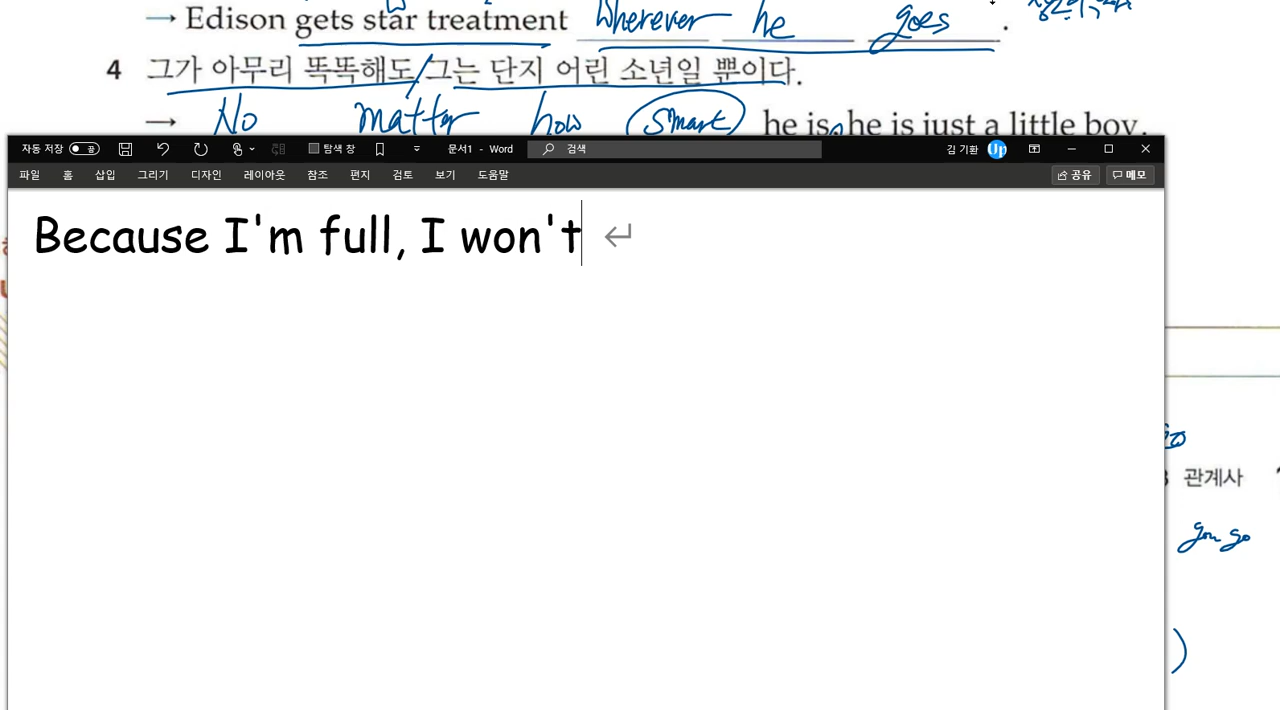 → Edison gets star treatment wherever he goes .
4 그가 아무리 똑똑해도/그는 단지 어린 소년일 뿐이다.
→ No matter how smart he is, he is just a little boy.
자동 저장 끔 탐색 창 문서1 - Word 검색 김 기환 Up
파일 홈 삽입 그리기 디자인 레이아웃 참조 편지 검토 보기 도움말 공유 메모
Because I'm full, I won't
관계사
you go
)